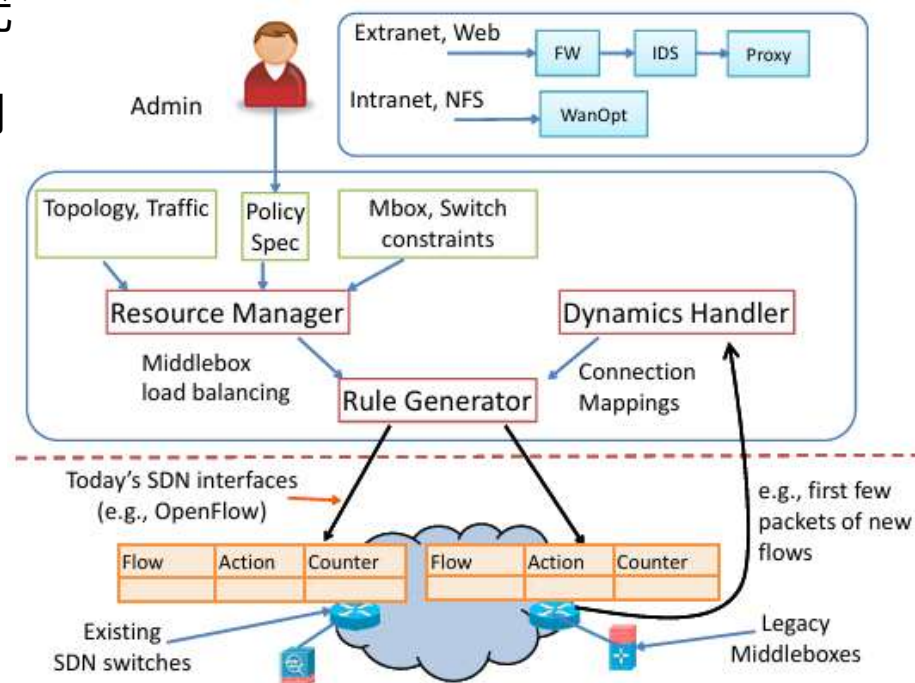 Extranet, Web
FW
IDS
Proxy
Admin
Intranet, NFS
WanOpt
Topology, Traffic
Policy
Spec
Mbox, Switch
constraints
Resource Manager
Dynamics Handler
Middlebox
load balancing
Connection
Mappings
Rule Generator
Today's SDN interfaces
(e.g., OpenFlow)
e.g., first few
packets of new
flows
Flow Action Counter
Flow Action Counter
Existing
SDN switches
Legacy
Middleboxes